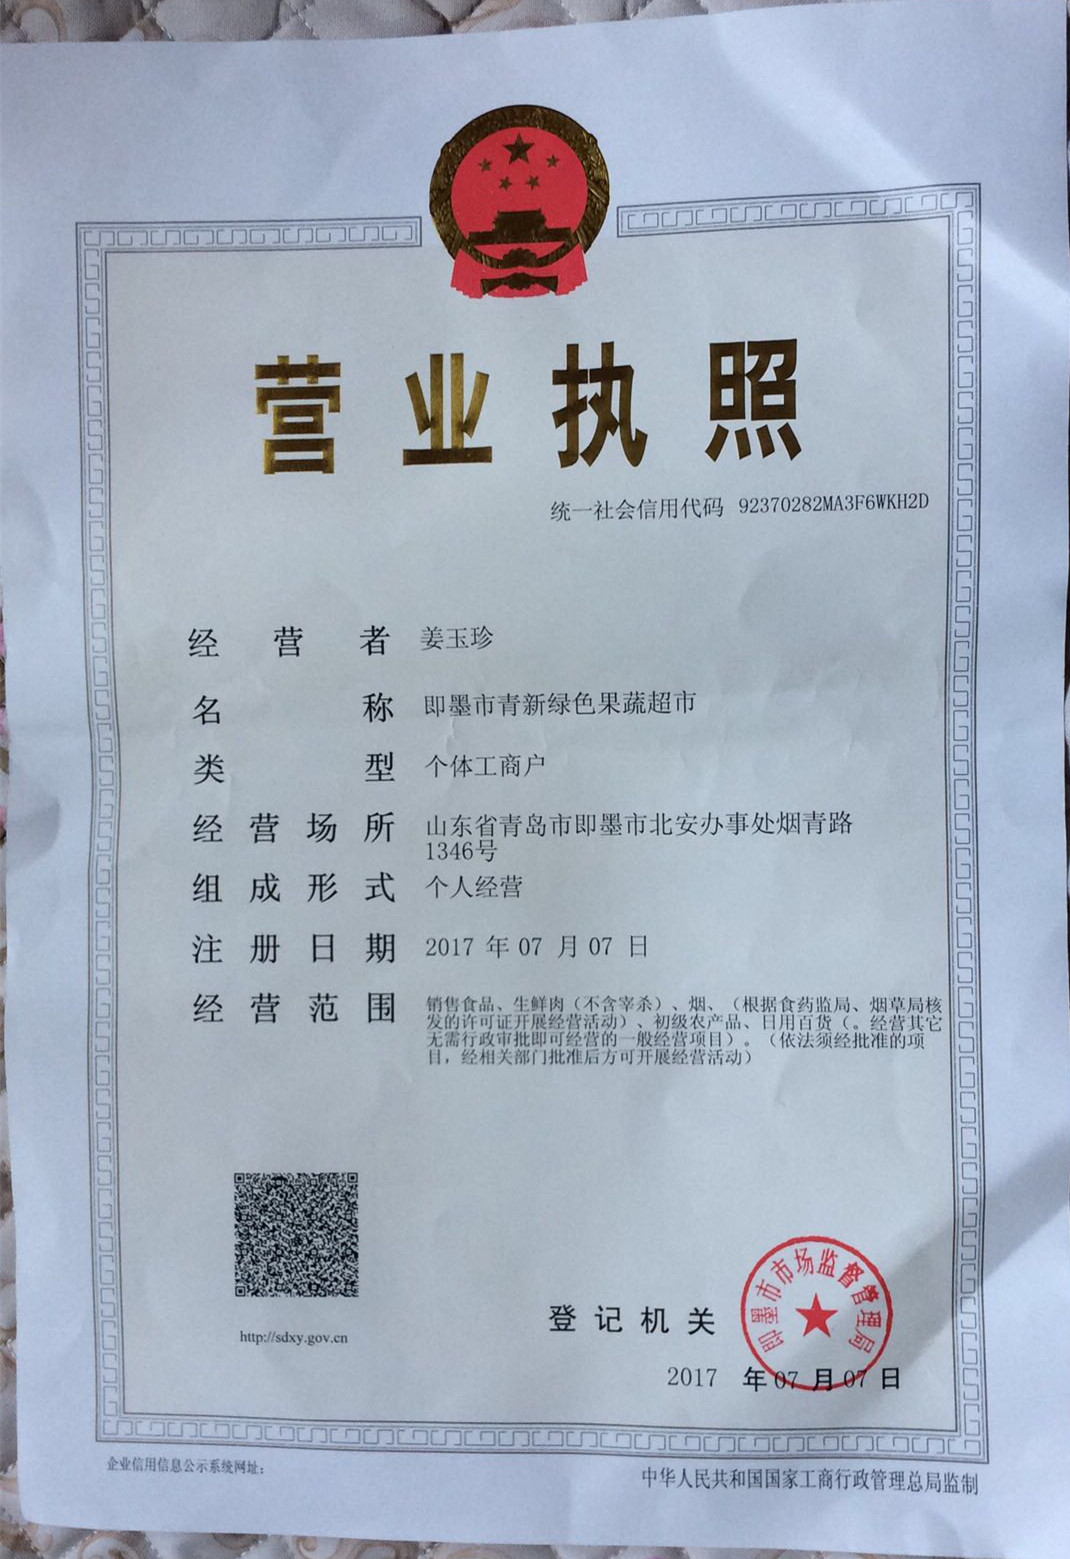 营业执照
统一社会信用代码 92370282MA3F6WKH2D
经营者 姜玉珍
名称 即墨市青新绿色果蔬超市
类型 个体工商户
经营场所 山东省青岛市即墨市北安办事处烟青路
1346号
组成形式 个人经营
注册日期 2017 年 07 月 07 日
经营范围 销售食品、生鲜肉（不含宰杀）、烟、（根据食药监局、烟草局核
发的许可证开展经营活动）、初级农产品、日用百货（。经营其它
无需行政审批即可经营的一般经营项目）。（依法须经批准的项
目，经相关部门批准后方可开展经营活动）
http://sdxy.gov.cn
登记机关
即墨市市场监督管理局
2017 年 07 月 07 日
企业信用信息公示系统网址：
中华人民共和国国家工商行政管理总局监制